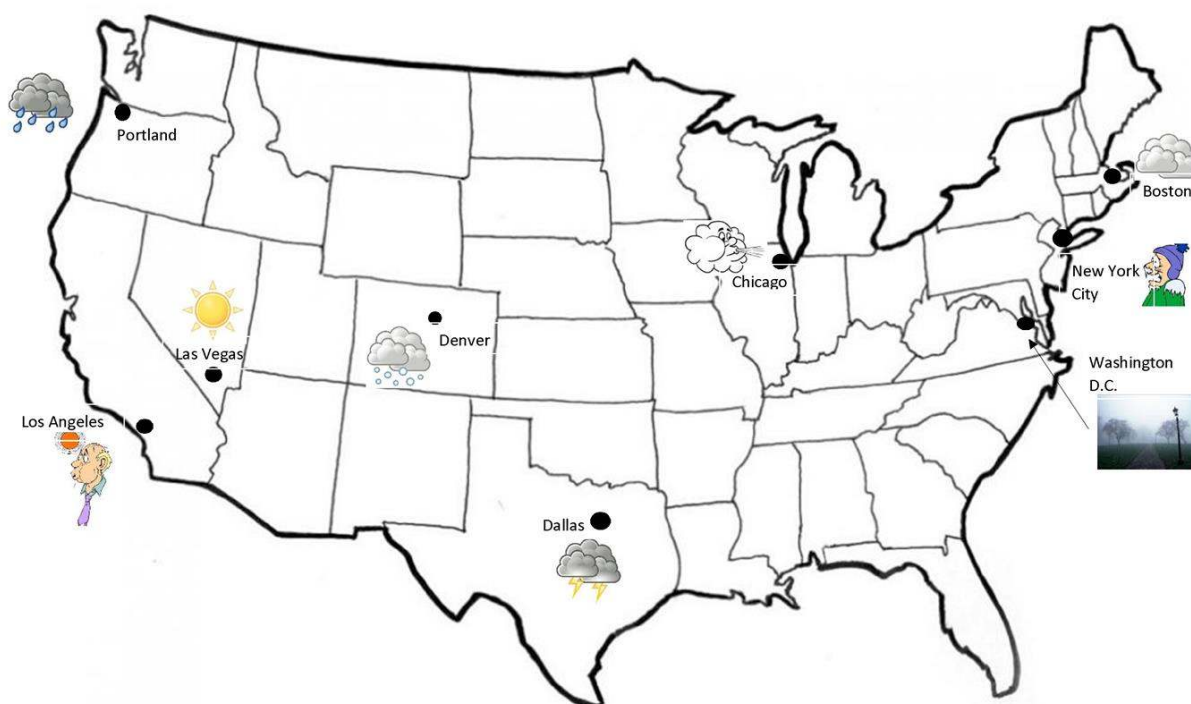 Portland
Boston
Chicago
New York
City
Denver
Las Vegas
Washington
D.C.
Los Angeles
Dallas